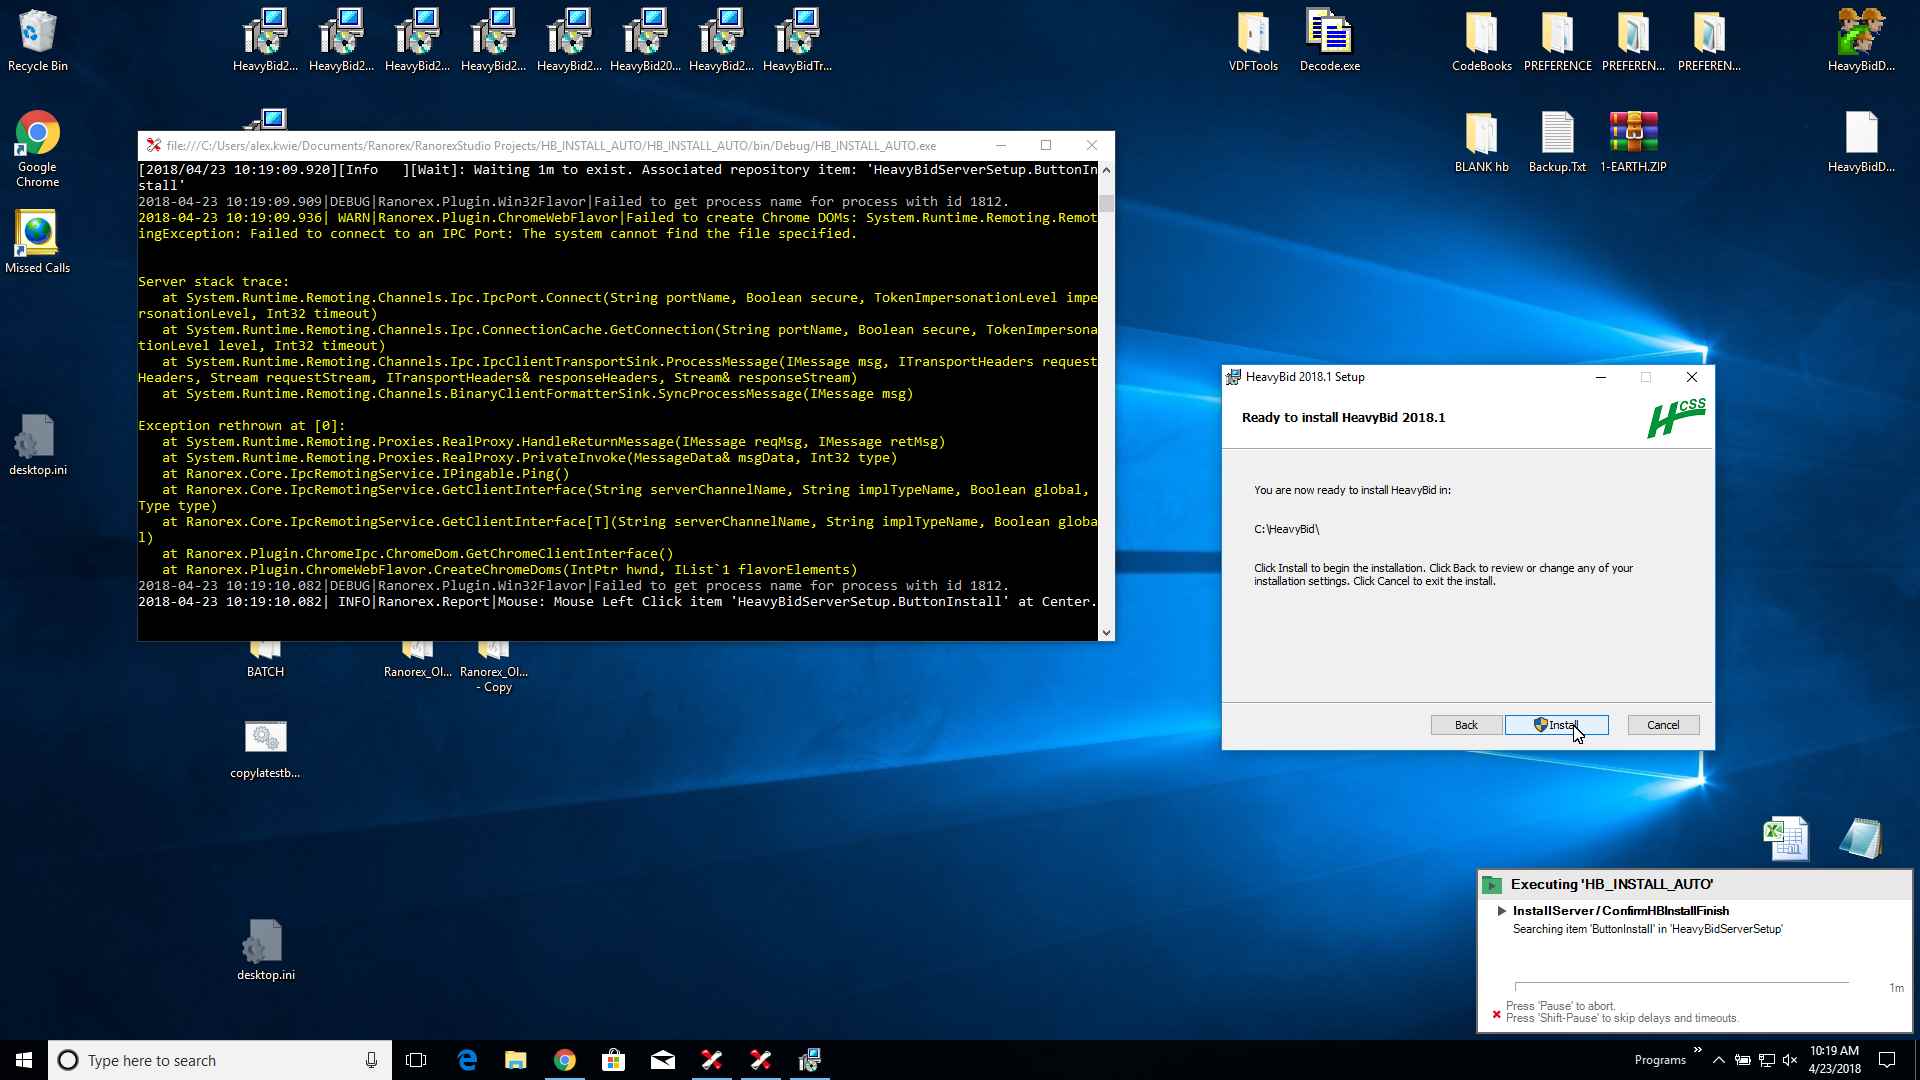 Recycle Bin
HeavyBid2...
HeavyBid2...
HeavyBid2...
HeavyBid2...
HeavyBid2...
HeavyBid20...
HeavyBid2...
HeavyBidTr...
VDFTools
Decode.exe
CodeBooks
PREFERENCE
PREFEREN...
PREFEREN...
HeavyBidD...
Google
Chrome
BLANK hb
Backup.Txt
1-EARTH.ZIP
HeavyBidD...
Missed Calls
desktop.ini
file:///C:/Users/alex.kwie/Documents/Ranorex/RanorexStudio Projects/HB_INSTALL_AUTO/HB_INSTALL_AUTO/bin/Debug/HB_INSTALL_AUTO.exe
[2018/04/23 10:19:09.920][Info   ][Wait]: Waiting 1m to exist. Associated repository item: 'HeavyBidServerSetup.ButtonIn
stall'
2018-04-23 10:19:09.909|DEBUG|Ranorex.Plugin.Win32Flavor|Failed to get process name for process with id 1812.
2018-04-23 10:19:09.936| WARN|Ranorex.Plugin.ChromeWebFlavor|Failed to create Chrome DOMs: System.Runtime.Remoting.Remot
ingException: Failed to connect to an IPC Port: The system cannot find the file specified.
Server stack trace:
   at System.Runtime.Remoting.Channels.Ipc.IpcPort.Connect(String portName, Boolean secure, TokenImpersonationLevel impe
rsonationLevel, Int32 timeout)
   at System.Runtime.Remoting.Channels.Ipc.ConnectionCache.GetConnection(String portName, Boolean secure, TokenImpersona
tionLevel level, Int32 timeout)
   at System.Runtime.Remoting.Channels.Ipc.IpcClientTransportSink.ProcessMessage(IMessage msg, ITransportHeaders request
Headers, Stream requestStream, ITransportHeaders& responseHeaders, Stream& responseStream)
   at System.Runtime.Remoting.Channels.BinaryClientFormatterSink.SyncProcessMessage(IMessage msg)
Exception rethrown at [0]:
   at System.Runtime.Remoting.Proxies.RealProxy.HandleReturnMessage(IMessage reqMsg, IMessage retMsg)
   at System.Runtime.Remoting.Proxies.RealProxy.PrivateInvoke(MessageData& msgData, Int32 type)
   at Ranorex.Core.IpcRemotingService.IPingable.Ping()
   at Ranorex.Core.IpcRemotingService.GetClientInterface(String serverChannelName, String implTypeName, Boolean global,
Type type)
   at Ranorex.Core.IpcRemotingService.GetClientInterface[T](String serverChannelName, String implTypeName, Boolean globa
l)
   at Ranorex.Plugin.ChromeIpc.ChromeDom.GetChromeClientInterface()
   at Ranorex.Plugin.ChromeWebFlavor.CreateChromeDoms(IntPtr hwnd, IList`1 flavorElements)
2018-04-23 10:19:10.082|DEBUG|Ranorex.Plugin.Win32Flavor|Failed to get process name for process with id 1812.
2018-04-23 10:19:10.082| INFO|Ranorex.Report|Mouse: Mouse Left Click item 'HeavyBidServerSetup.ButtonInstall' at Center.
HeavyBid 2018.1 Setup
Ready to install HeavyBid 2018.1
HCSS
You are now ready to install HeavyBid in:
C:\HeavyBid\
Click Install to begin the installation. Click Back to review or change any of your
installation settings. Click Cancel to exit the install.
Back
Install
Cancel
BATCH
Ranorex_Ol...
Ranorex_Ol...
- Copy
copylatestb...
desktop.ini
Executing 'HB_INSTALL_AUTO'
InstallServer / ConfirmHBInstallFinish
Searching item 'ButtonInstall' in 'HeavyBidServerSetup'
1m
Press 'Pause' to abort.
Press 'Shift-Pause' to skip delays and timeouts.
Type here to search
Programs
10:19 AM
4/23/2018